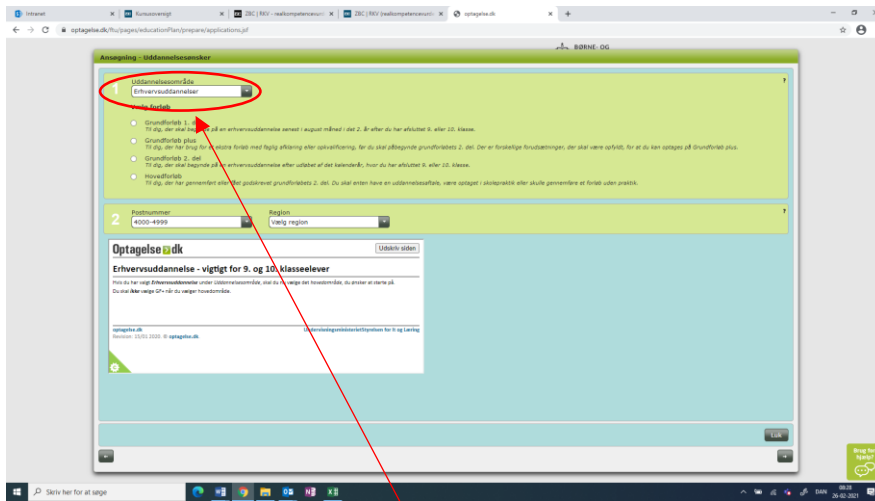 Intranet
Kursusoversigt
ZBC | RKV - realkompetencevurde
ZBC | RKV (realkompetencevurde
optagelse.dk
optagelse.dk/ftu/pages/educationPlan/prepare/applications.jsf
BØRNE- OG
Ansøgning - Uddannelsesønsker
1
Uddannelsesområde
?
Erhvervsuddannelser
Vælg forløb
Grundforløb 1. del
Til dig, der skal begynde på en erhvervsuddannelse senest i august måned i det 2. år efter du har afsluttet 9. eller 10. klasse.
Grundforløb plus
Til dig, der har brug for et ekstra forløb med faglig afklaring eller opkvalificering, før du skal påbegynde grundforløbets 2. del. Der er forskellige forudsætninger, der skal være opfyldt, for at du kan optages på Grundforløb plus.
Grundforløb 2. del
Til dig, der skal begynde på en erhvervsuddannelse efter udløbet af det kalenderår, hvor du har afsluttet 9. eller 10. klasse.
Hovedforløb
Til dig, der har gennemført eller fået godskrevet grundforløbets 2. del. Du skal enten have en uddannelsesaftale, være optaget i skolepraktik eller skulle gennemføre et forløb uden praktik.
2
Postnummer
Region
?
4000-4999
Vælg region
Optagelse.dk
Udskriv siden
Erhvervsuddannelse - vigtigt for 9. og 10. klasseelever
Hvis du har valgt Erhvervsuddannelse under Uddannelsesområde, skal du nu vælge det hovedområde, du ønsker at starte på
Du skal ikke vælge GF+ når du vælger hovedområde.
optagelse.dk
UndervisningsministerietStyrelsen for It og Læring
Revision: 15/01 2020 © optagelse.dk
Luk
Brug for
hjælp?
Skriv her for at søge
DAN
08:28
26-02-2021